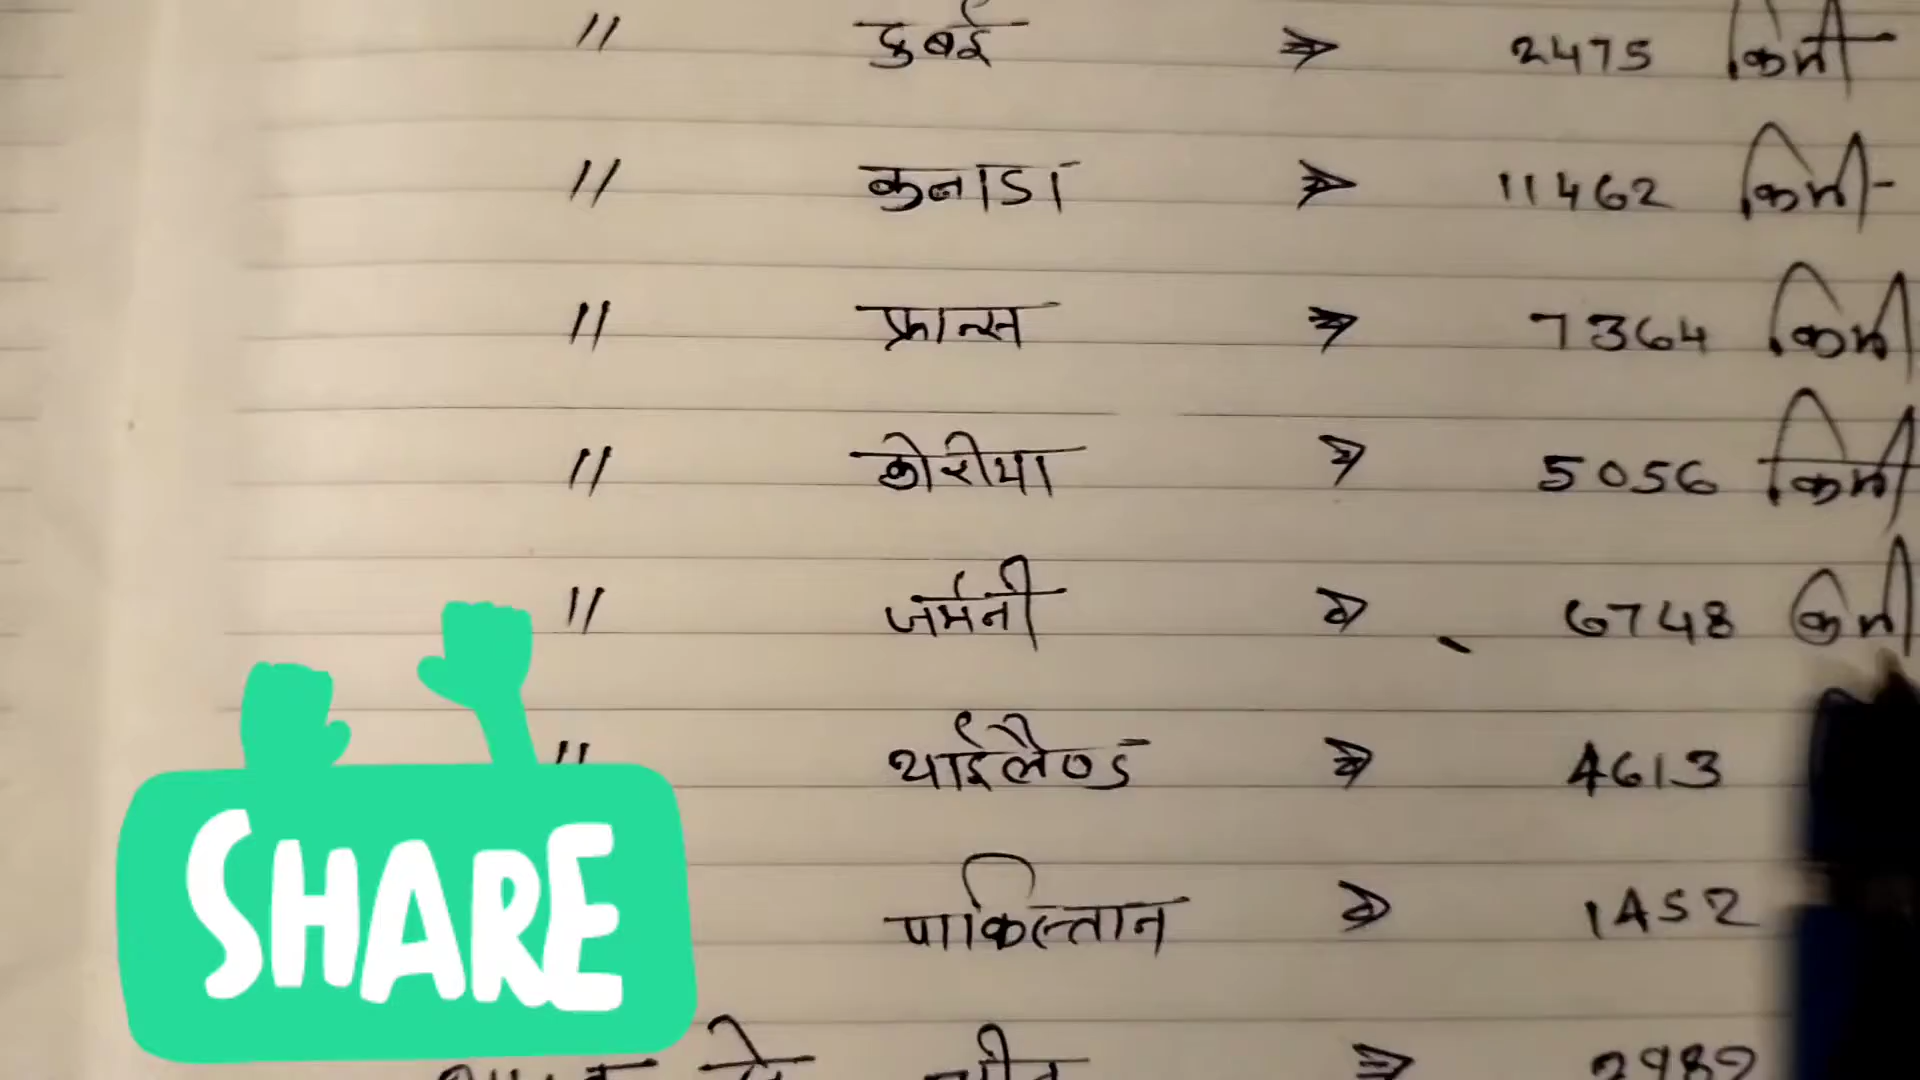 " दुबई ⇒ 2475 किमी
" कनाडा ⇒ 11462 किमी-
" फ्रान्स ⇒ 7364 किमी
" कोरीया ⇒ 5056 किमी
" जर्मनी ⇒ 6748 किमी
" थाईलैण्ड ⇒ 4613
पाकिस्तान ⇒ 1452
से चीन ⇒
SHARE